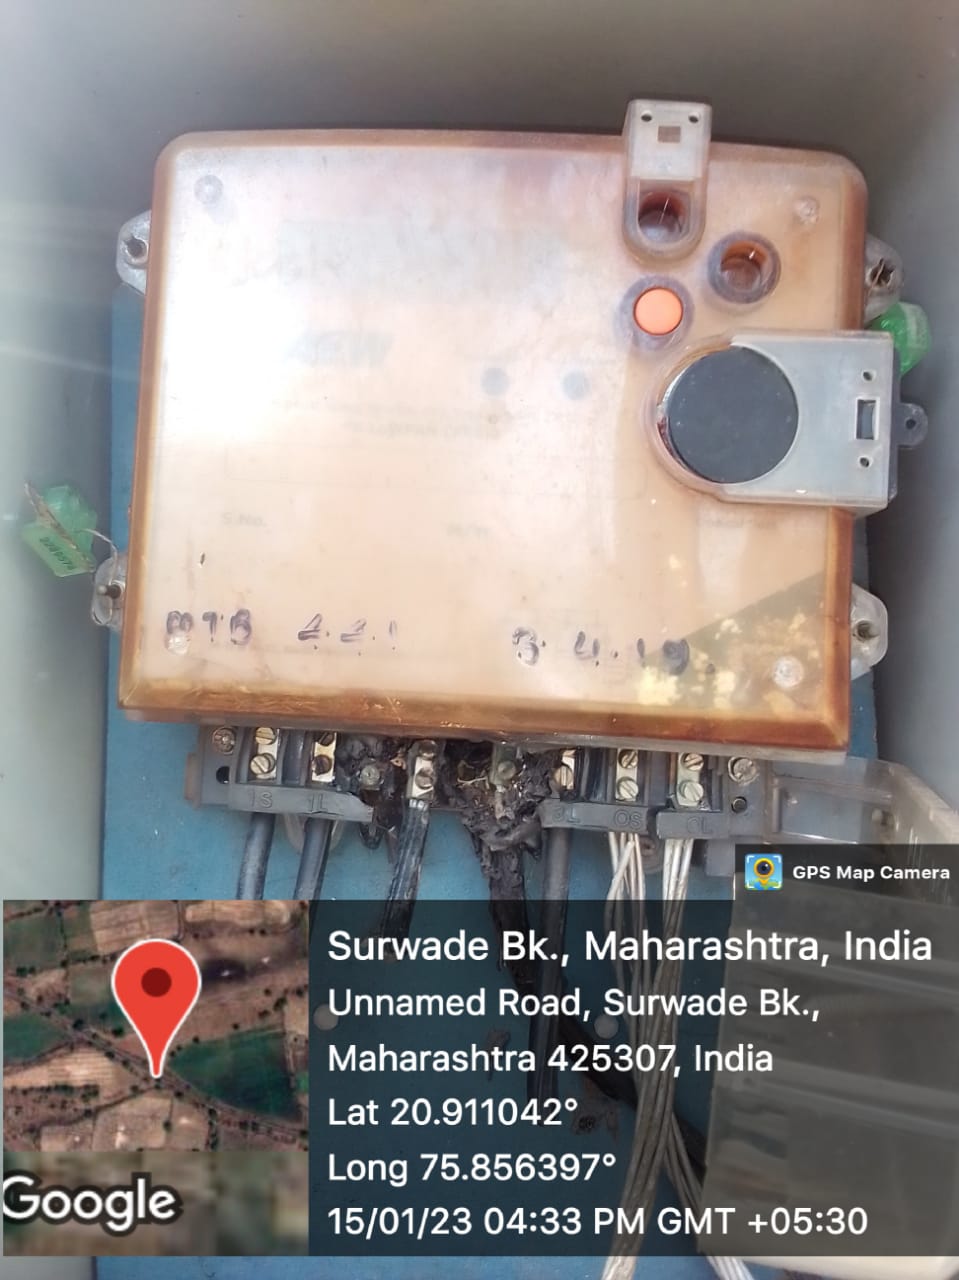 BTB 2.2.1 3.4.19.
1S 1L 3L OS OL
GPS Map Camera
Surwade Bk., Maharashtra, India
Unnamed Road, Surwade Bk.,
Maharashtra 425307, India
Lat 20.911042°
Long 75.856397°
15/01/23 04:33 PM GMT +05:30
Google